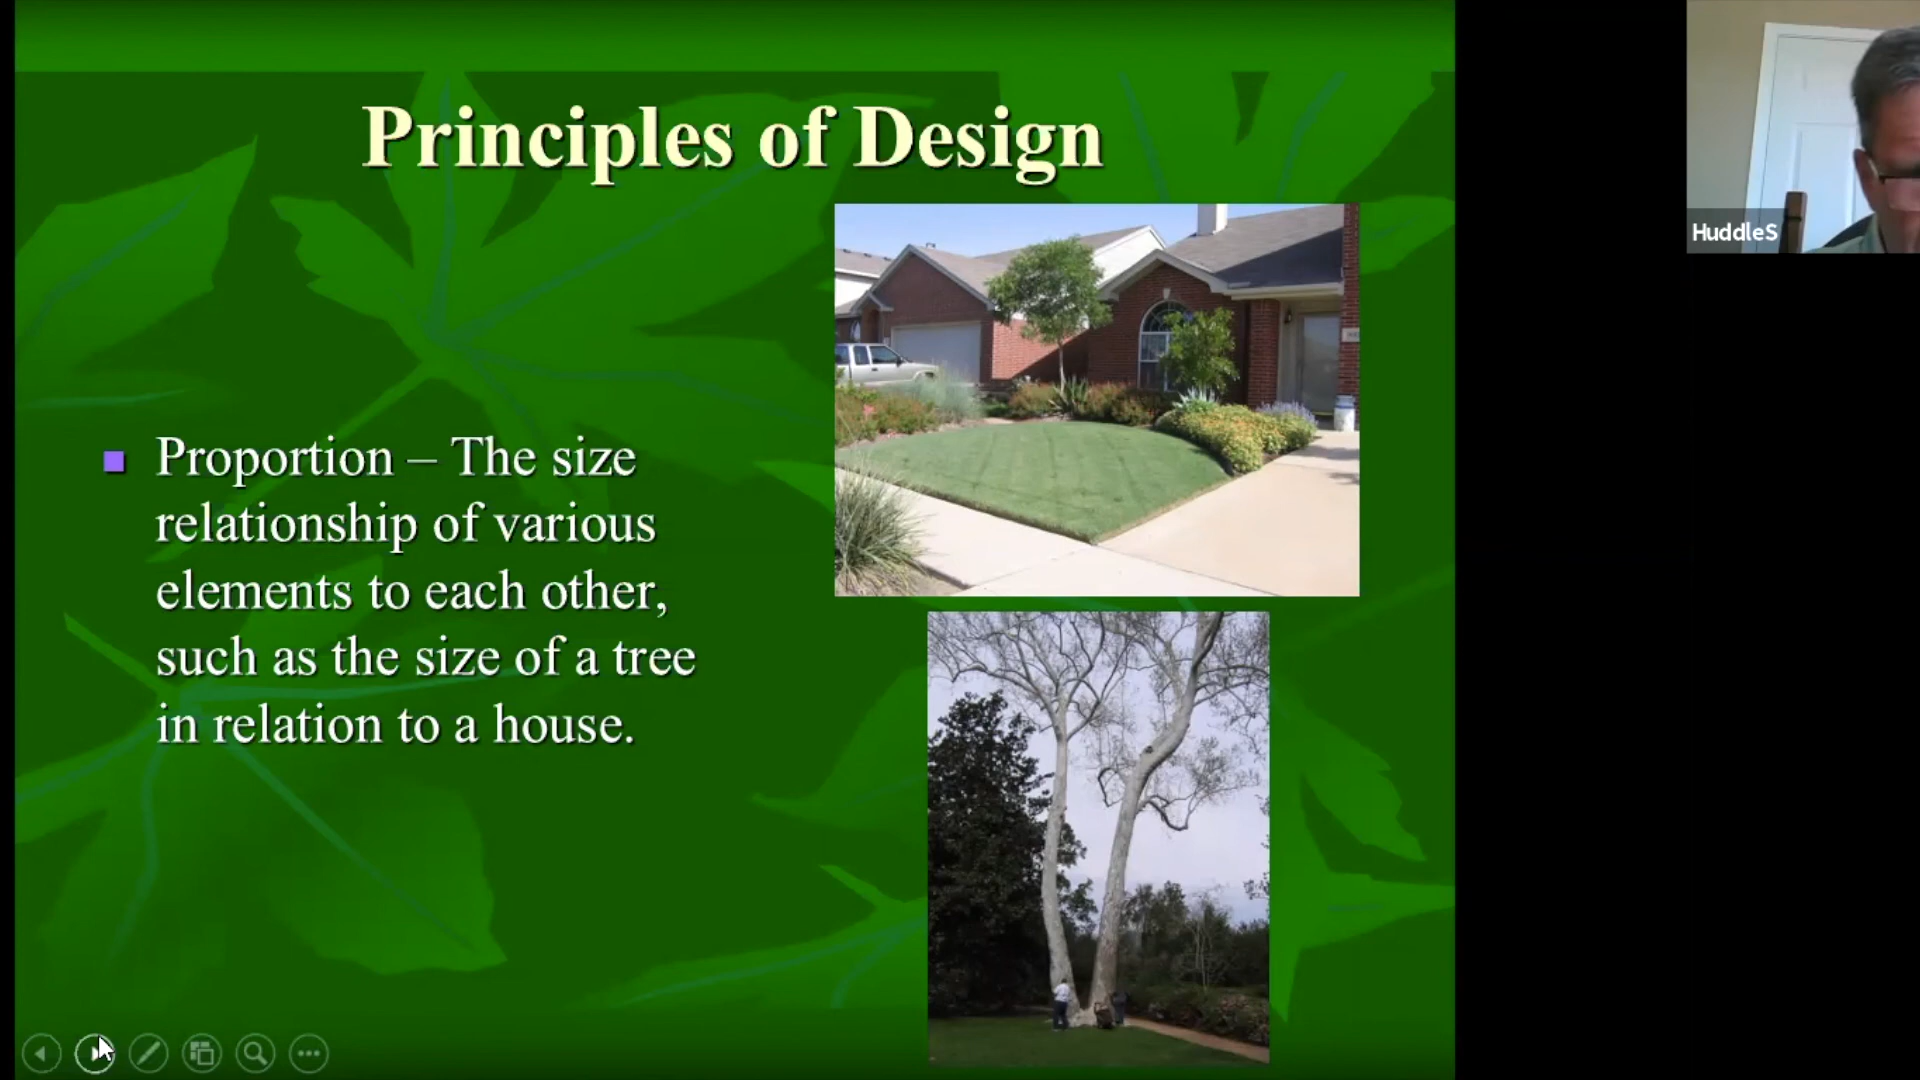 Principles of Design
Proportion – The size
relationship of various
elements to each other,
such as the size of a tree
in relation to a house.
HuddleS